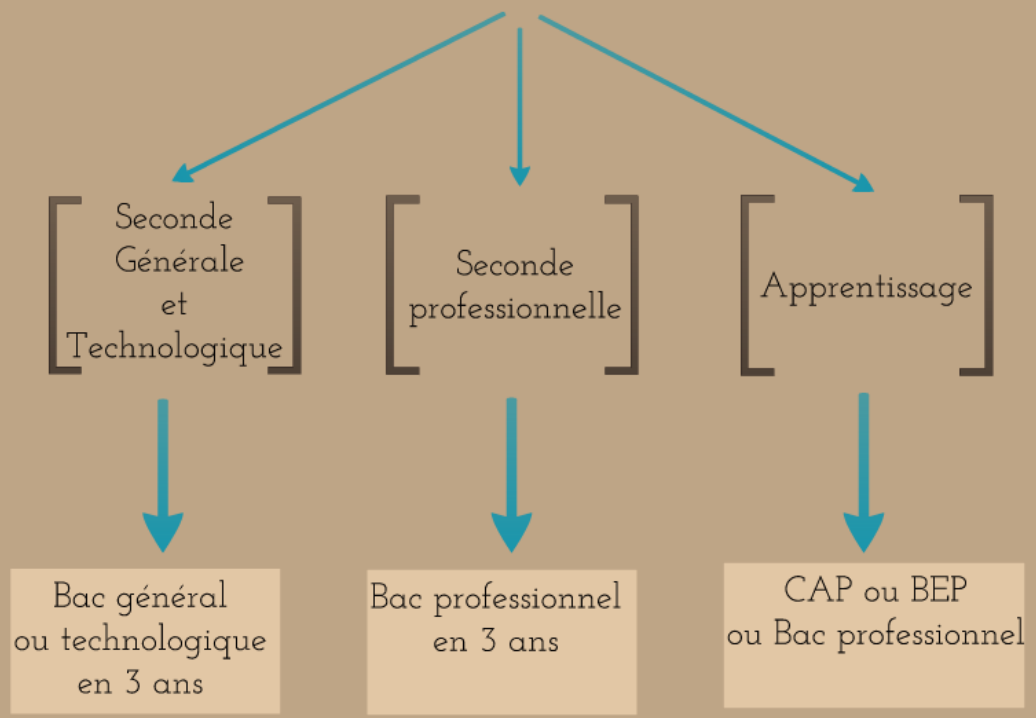 Seconde
Générale
et
Technologique
Seconde
professionnelle
Apprentissage
Bac général
ou technologique
en 3 ans
Bac professionnel
en 3 ans
CAP ou BEP
ou Bac professionnel